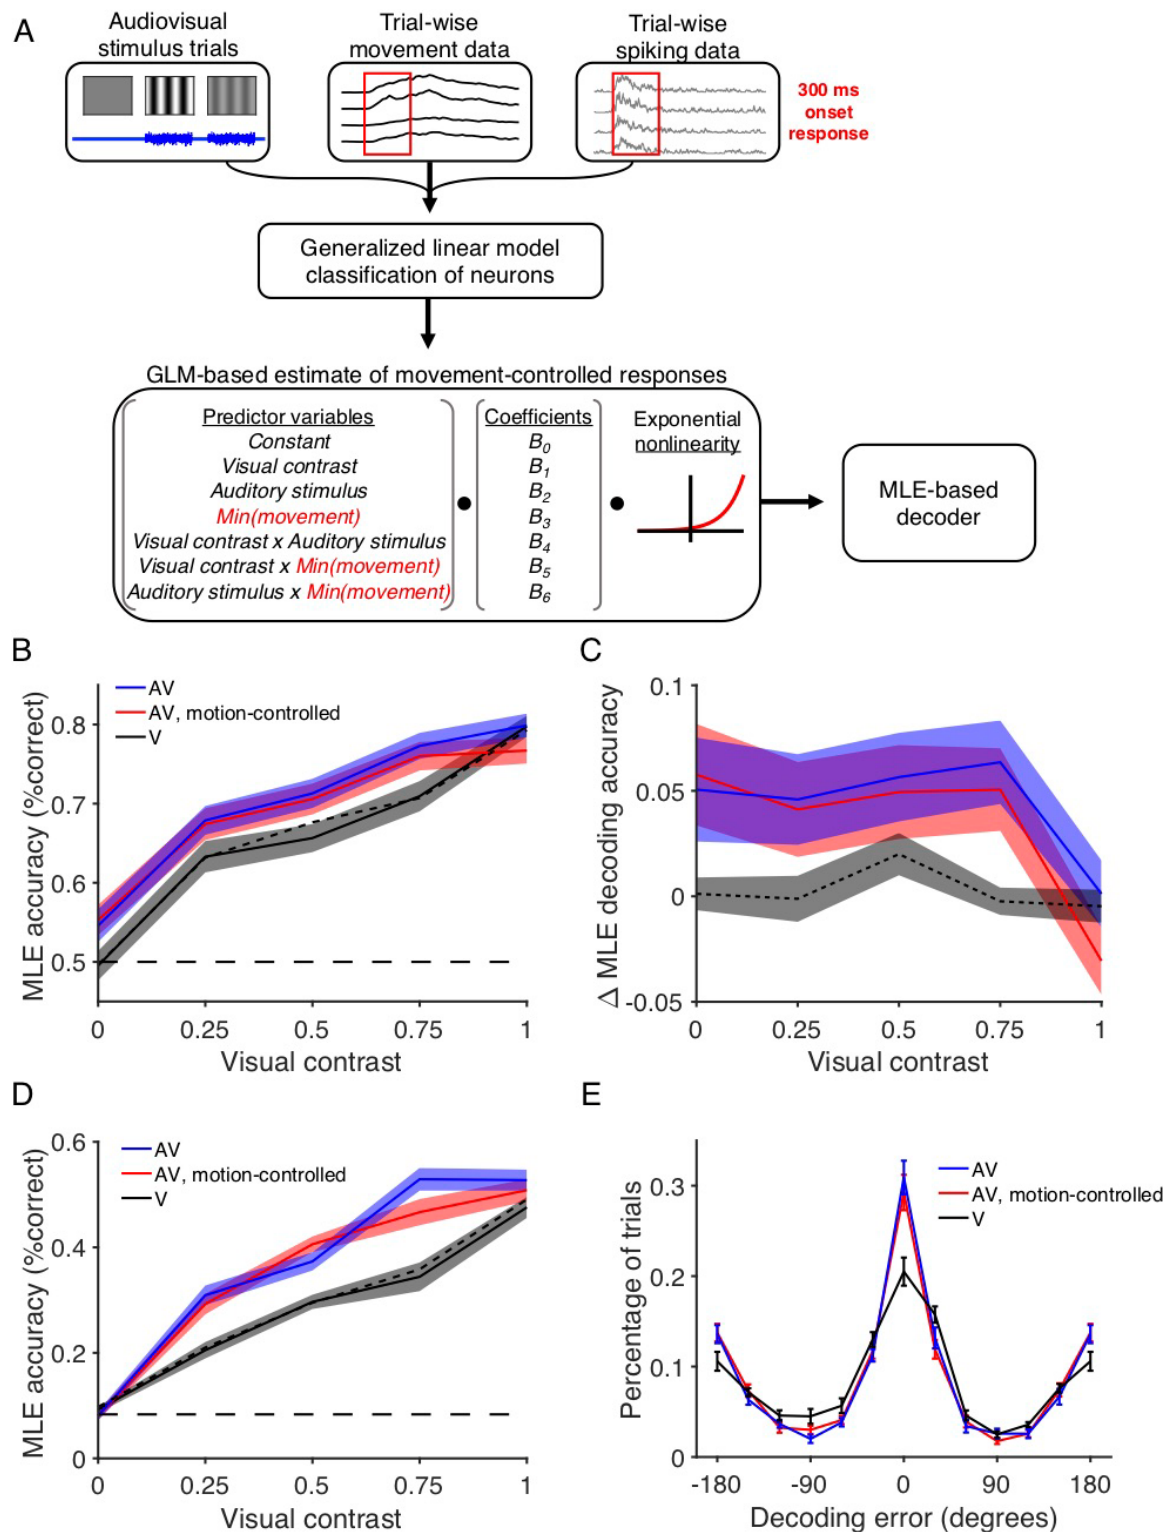 A
Audiovisual
stimulus trials
Trial-wise
movement data
Trial-wise
spiking data
300 ms
onset
response
Generalized linear model
classification of neurons
GLM-based estimate of movement-controlled responses
Predictor variables
Constant
Visual contrast
Auditory stimulus
Min(movement)
Visual contrast x Auditory stimulus
Visual contrast x Min(movement)
Auditory stimulus x Min(movement)
Coefficients
B0
B1
B2
B3
B4
B5
B6
Exponential
nonlinearity
MLE-based
decoder
B
MLE accuracy (%correct)
AV
AV, motion-controlled
V
0.8
0.7
0.6
0.5
0 0.25 0.5 0.75 1
Visual contrast
C
Δ MLE decoding accuracy
0.1
0.05
0
-0.05
0 0.25 0.5 0.75 1
Visual contrast
D
MLE accuracy (%correct)
AV
AV, motion-controlled
V
0.6
0.4
0.2
0
0 0.25 0.5 0.75 1
Visual contrast
E
Percentage of trials
AV
AV, motion-controlled
V
0.3
0.2
0.1
0
-180 -90 0 90 180
Decoding error (degrees)